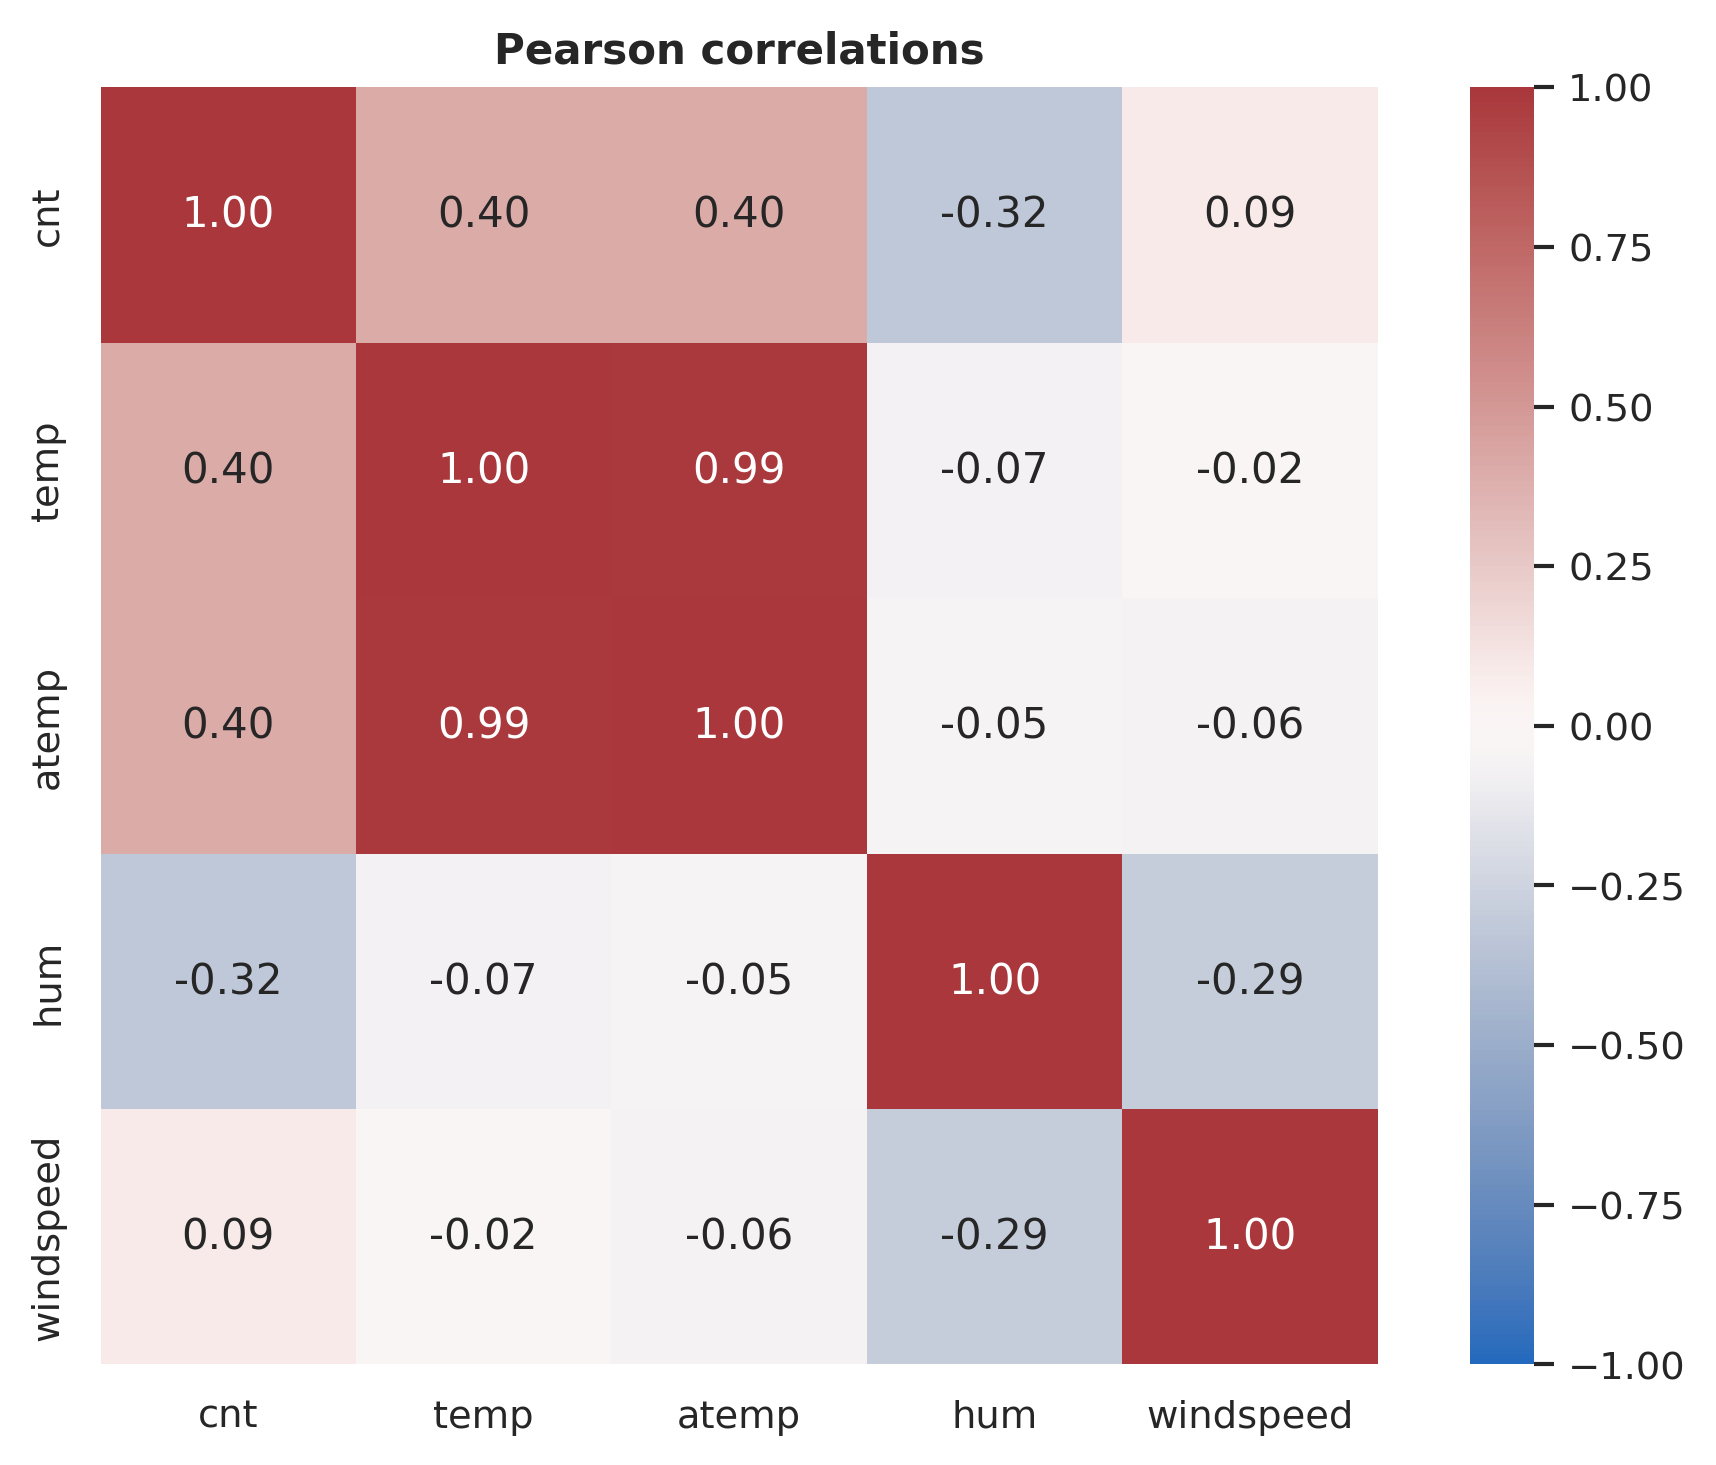 Pearson correlations
cnt 1.00 0.40 0.40 -0.32 0.09
temp 0.40 1.00 0.99 -0.07 -0.02
atemp 0.40 0.99 1.00 -0.05 -0.06
hum -0.32 -0.07 -0.05 1.00 -0.29
windspeed 0.09 -0.02 -0.06 -0.29 1.00
cnt temp atemp hum windspeed
1.00
0.75
0.50
0.25
0.00
−0.25
−0.50
−0.75
−1.00